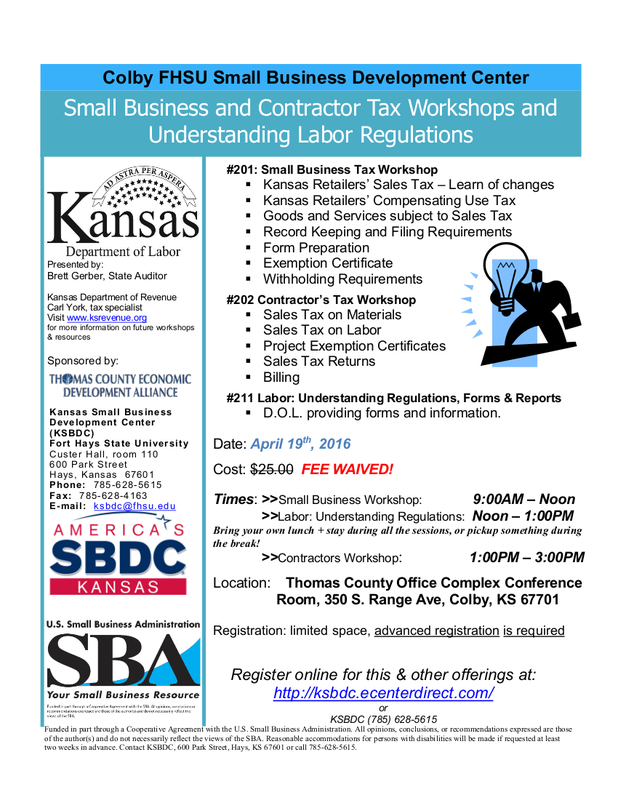 Colby FHSU Small Business Development Center
Small Business and Contractor Tax Workshops and
Understanding Labor Regulations
AD ASTRA PER ASPERA
Kansas
Department of Labor
Presented by:
Brett Gerber, State Auditor
Kansas Department of Revenue
Carl York, tax specialist
Visit www.ksrevenue.org
for more information on future workshops
& resources
Sponsored by:
THOMAS COUNTY ECONOMIC
DEVELOPMENT ALLIANCE
Kansas Small Business
Development Center
(KSBDC)
Fort Hays State University
Custer Hall, room 110
600 Park Street
Hays, Kansas 67601
Phone: 785-628-5615
Fax: 785-628-4163
E-mail: ksbdc@fhsu.edu
AMERICA'S
SBDC
KANSAS
U.S. Small Business Administration
SBA
Your Small Business Resource
#201: Small Business Tax Workshop
▪ Kansas Retailers' Sales Tax – Learn of changes
▪ Kansas Retailers' Compensating Use Tax
▪ Goods and Services subject to Sales Tax
▪ Record Keeping and Filing Requirements
▪ Form Preparation
▪ Exemption Certificate
▪ Withholding Requirements
#202 Contractor's Tax Workshop
▪ Sales Tax on Materials
▪ Sales Tax on Labor
▪ Project Exemption Certificates
▪ Sales Tax Returns
▪ Billing
#211 Labor: Understanding Regulations, Forms & Reports
▪ D.O.L. providing forms and information.
Date: April 19th, 2016
Cost: $25.00 FEE WAIVED!
Times: >>Small Business Workshop: 9:00AM – Noon
>>Labor: Understanding Regulations: Noon – 1:00PM
Bring your own lunch + stay during all the sessions, or pickup something during
the break!
>>Contractors Workshop: 1:00PM – 3:00PM
Location: Thomas County Office Complex Conference
Room, 350 S. Range Ave, Colby, KS 67701
Registration: limited space, advanced registration is required
Register online for this & other offerings at:
http://ksbdc.ecenterdirect.com/
or
KSBDC (785) 628-5615
Funded in part through a Cooperative Agreement with the U.S. Small Business Administration. All opinions, conclusions, or recommendations expressed are those
of the author(s) and do not necessarily reflect the views of the SBA. Reasonable accommodations for persons with disabilities will be made if requested at least
two weeks in advance. Contact KSBDC, 600 Park Street, Hays, KS 67601 or call 785-628-5615.